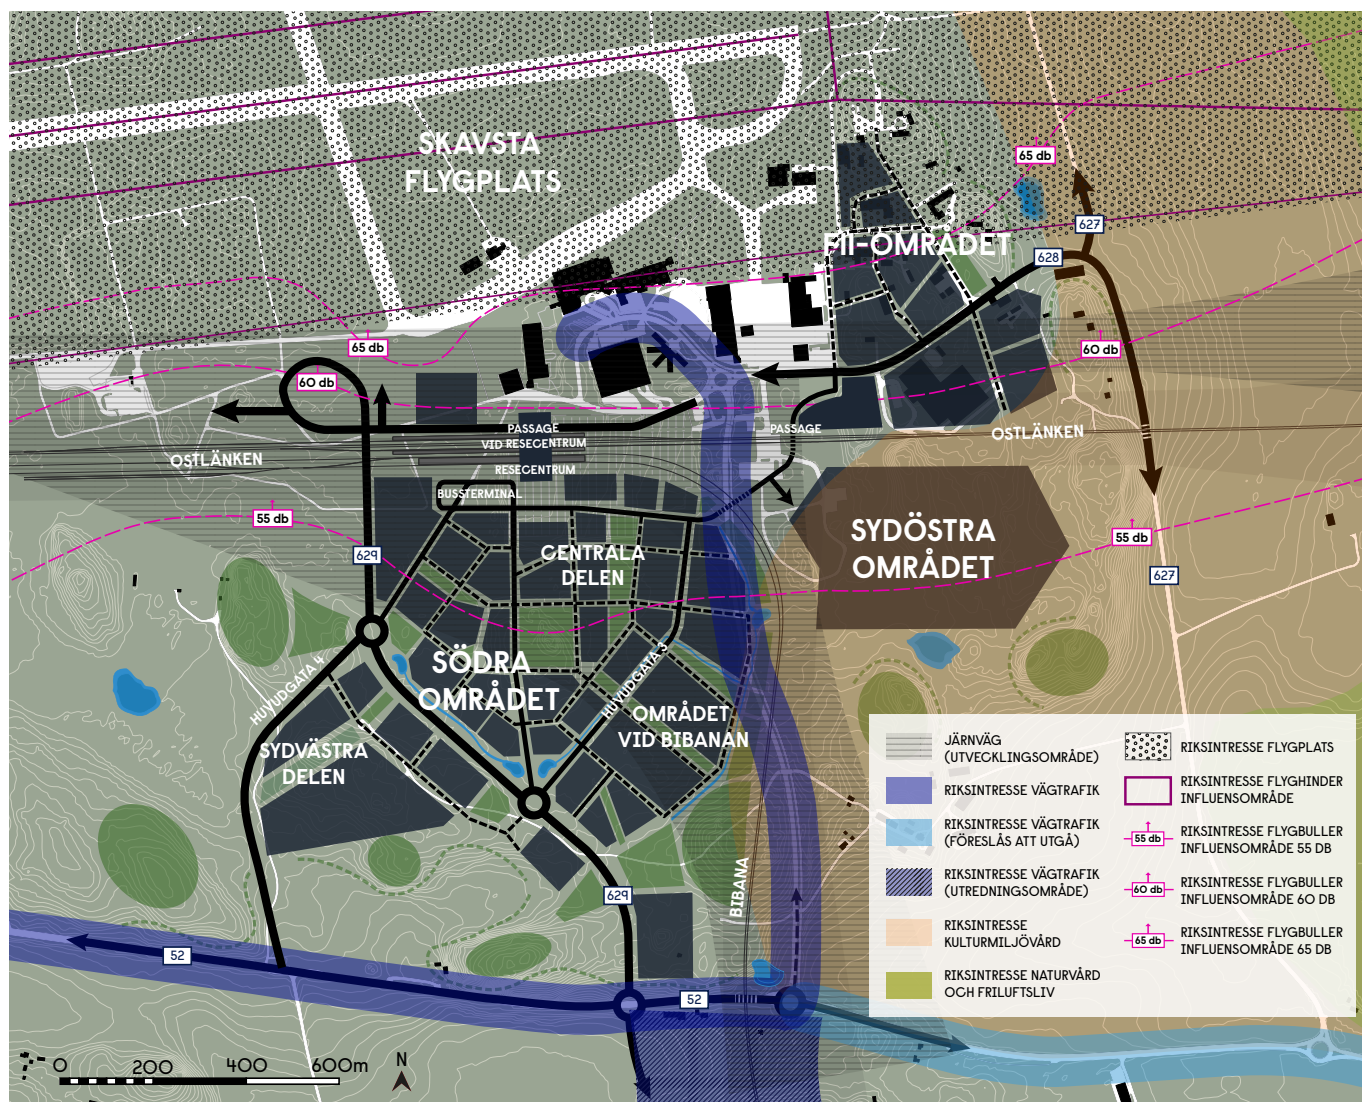 SKAVSTA
FLYGPLATS
65 db
627
FII-OMRÅDET
628
65 db
60 db
60 db
PASSAGE
VID RESECENTRUM
PASSAGE
OSTLÄNKEN
OSTLÄNKEN
RESECENTRUM
BUSSTERMINAL
55 db
SYDÖSTRA
OMRÅDET
55 db
629
CENTRALA
DELEN
627
SÖDRA
OMRÅDET
HUVUDGATA 4
HUVUDGATA 3
OMRÅDET
VID BIBANAN
SYDVÄSTRA
DELEN
BIBANA
629
52
52
JÄRNVÄG
(UTVECKLINGSOMRÅDE)
RIKSINTRESSE VÄGTRAFIK
RIKSINTRESSE VÄGTRAFIK
(FÖRESLÅS ATT UTGÅ)
RIKSINTRESSE VÄGTRAFIK
(UTREDNINGSOMRÅDE)
RIKSINTRESSE
KULTURMILJÖVÅRD
RIKSINTRESSE NATURVÅRD
OCH FRILUFTSLIV
RIKSINTRESSE FLYGPLATS
RIKSINTRESSE FLYGHINDER
INFLUENSOMRÅDE
55 db
RIKSINTRESSE FLYGBULLER
INFLUENSOMRÅDE 55 DB
60 db
RIKSINTRESSE FLYGBULLER
INFLUENSOMRÅDE 60 DB
65 db
RIKSINTRESSE FLYGBULLER
INFLUENSOMRÅDE 65 DB
0 200 400 600m
N